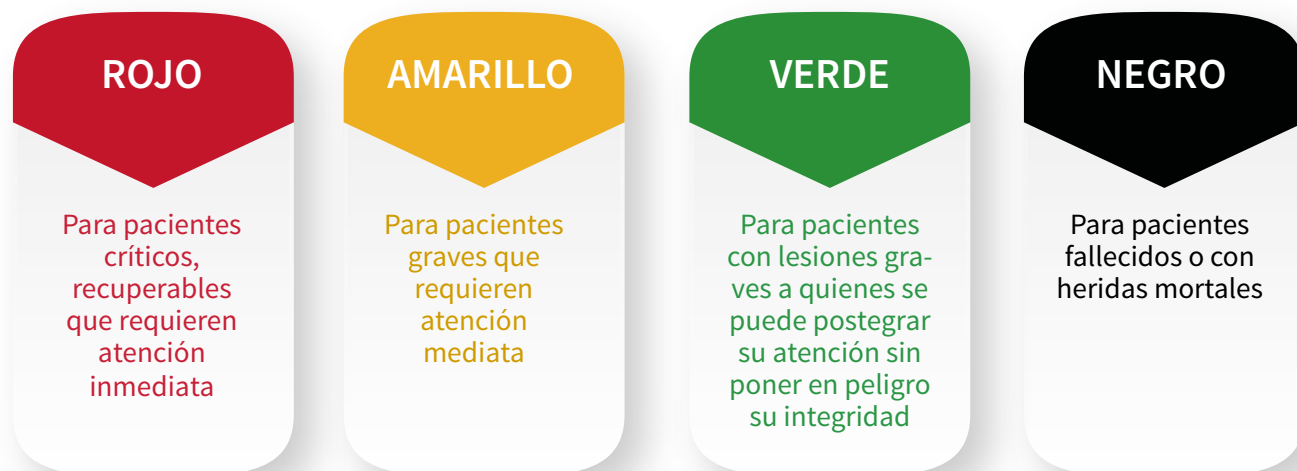 ROJO
Para pacientes
críticos,
recuperables
que requieren
atención
inmediata
AMARILLO
Para pacientes
graves que
requieren
atención
mediata
VERDE
Para pacientes
con lesiones gra-
ves a quienes se
puede postegrar
su atención sin
poner en peligro
su integridad
NEGRO
Para pacientes
fallecidos o con
heridas mortales